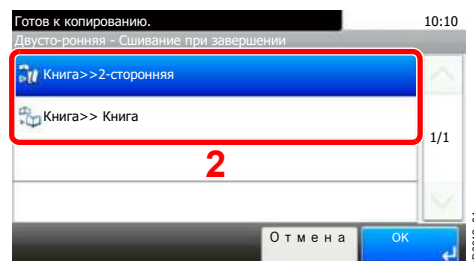 Готов к копированию.
10:10
Двусто-ронняя - Сшивание при завершении
Книга>>2-сторонняя
Книга>> Книга
1/1
2
Отмена
OK